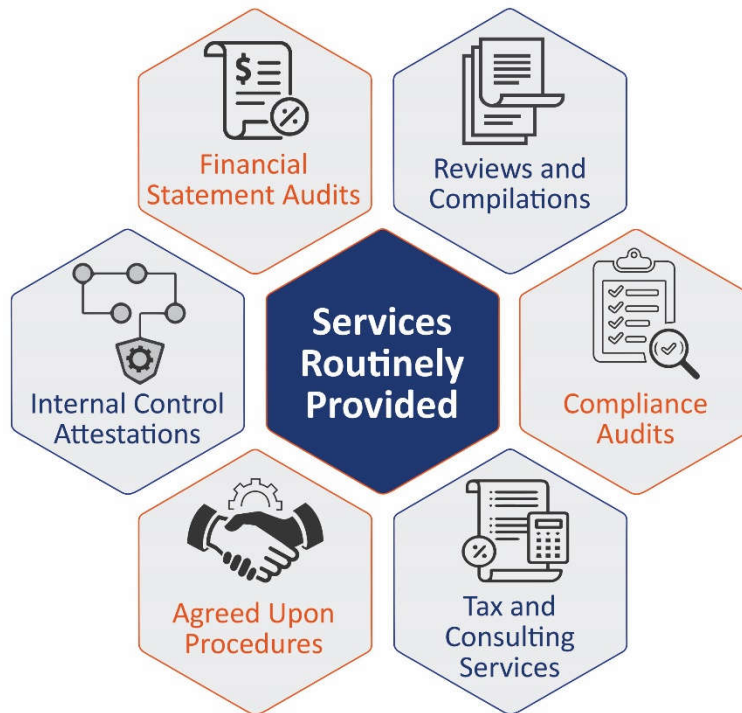 Financial
Statement Audits
Reviews and
Compilations
Internal Control
Attestations
Services
Routinely
Provided
Compliance
Audits
Agreed Upon
Procedures
Tax and
Consulting
Services